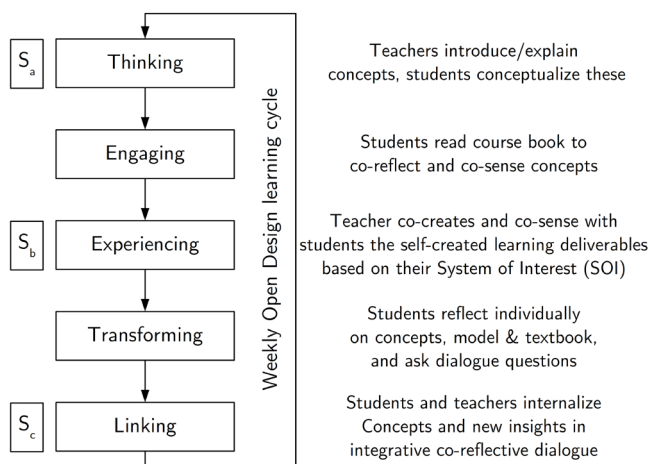 S_a
Thinking
Teachers introduce/explain
concepts, students conceptualize these
Engaging
Students read course book to
co-reflect and co-sense concepts
S_b
Experiencing
Teacher co-creates and co-sense with
students the self-created learning deliverables
based on their System of Interest (SOI)
Transforming
Students reflect individually
on concepts, model & textbook,
and ask dialogue questions
S_c
Linking
Students and teachers internalize
Concepts and new insights in
integrative co-reflective dialogue
Weekly Open Design learning cycle